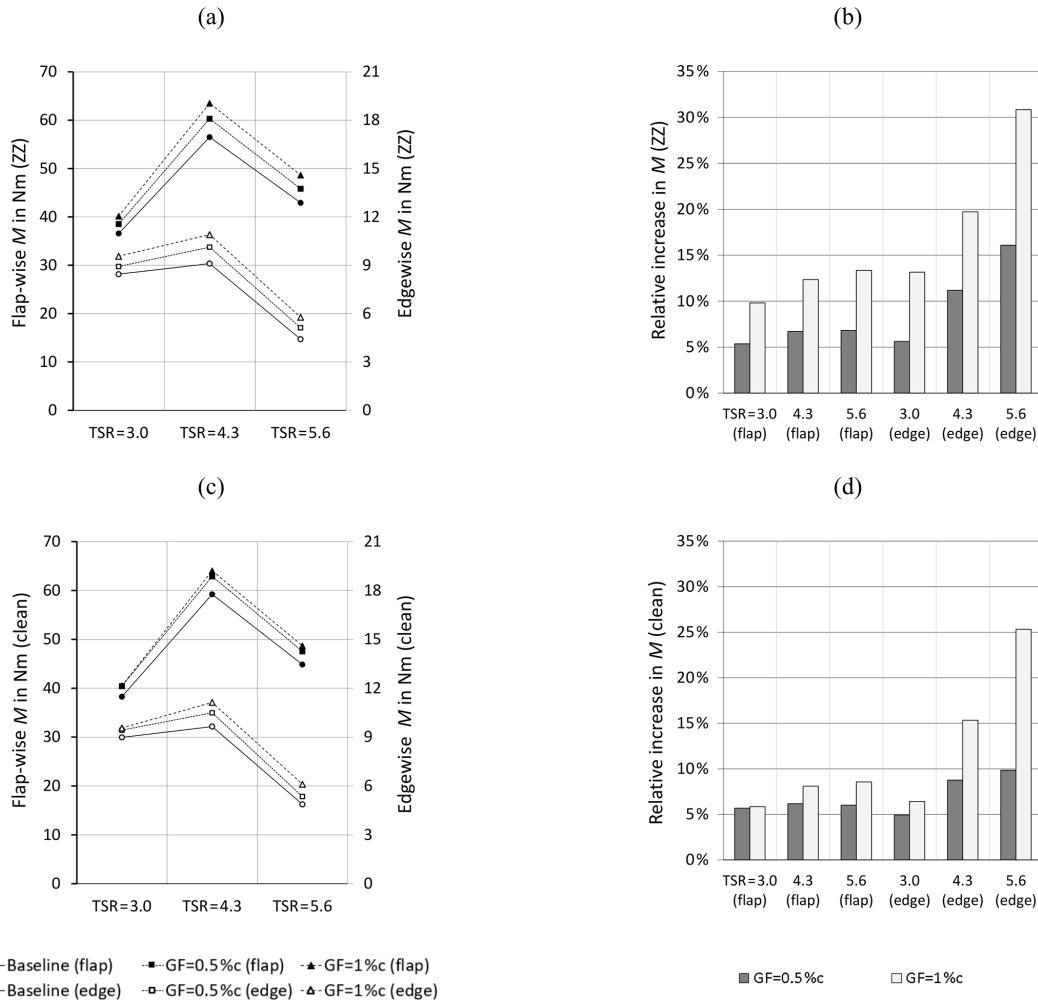 (a)
(b)
70
60
50
40
30
20
10
0
Flap-wise M in Nm (ZZ)
21
18
15
12
9
6
3
0
Edgewise M in Nm (ZZ)
TSR=3.0 TSR=4.3 TSR=5.6
35%
30%
25%
20%
15%
10%
5%
0%
Relative increase in M (ZZ)
TSR=3.0 4.3 5.6 3.0 4.3 5.6
(flap) (flap) (flap) (edge) (edge) (edge)
(c)
(d)
70
60
50
40
30
20
10
0
Flap-wise M in Nm (clean)
21
18
15
12
9
6
3
0
Edgewise M in Nm (clean)
TSR=3.0 TSR=4.3 TSR=5.6
35%
30%
25%
20%
15%
10%
5%
0%
Relative increase in M (clean)
TSR=3.0 4.3 5.6 3.0 4.3 5.6
(flap) (flap) (flap) (edge) (edge) (edge)
Baseline (flap) GF=0.5%c (flap) GF=1%c (flap)
Baseline (edge) GF=0.5%c (edge) GF=1%c (edge)
GF=0.5%c GF=1%c